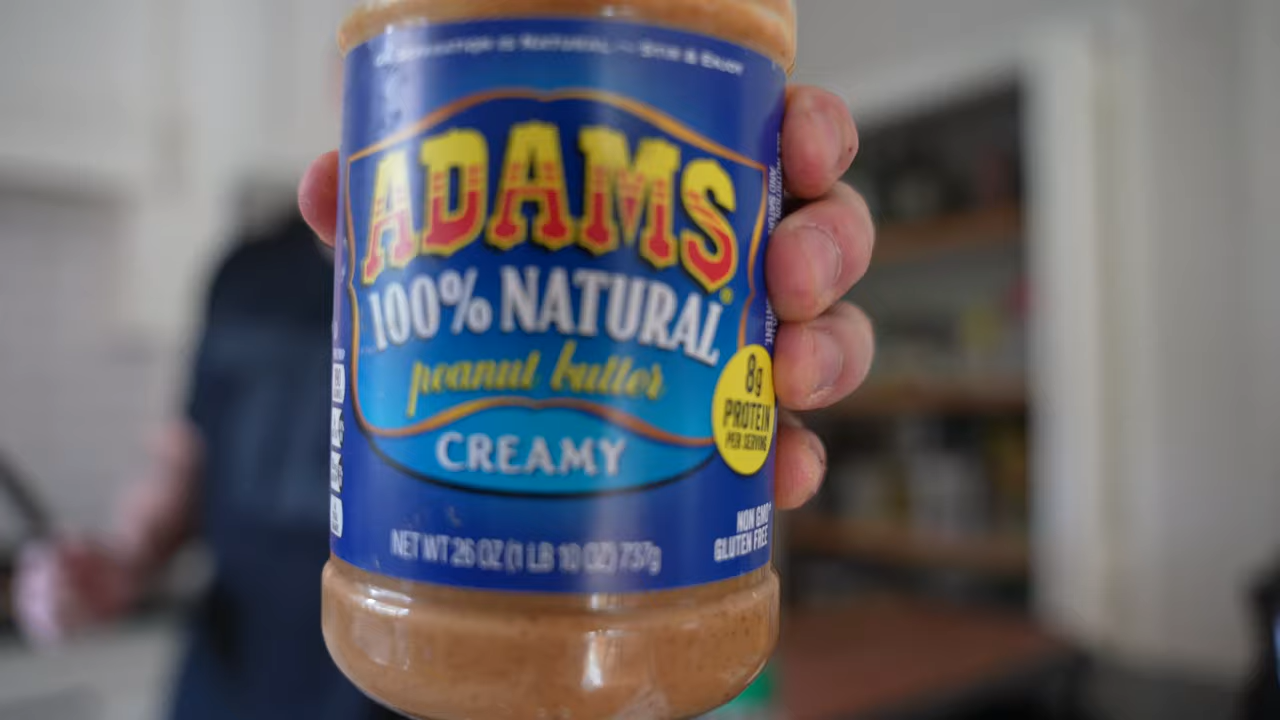 ADAMS
100% NATURAL
peanut butter
CREAMY
8g
PROTEIN
PER SERVING
NON GMO
GLUTEN FREE
NET WT 26 OZ (1 LB 10 OZ) 737g